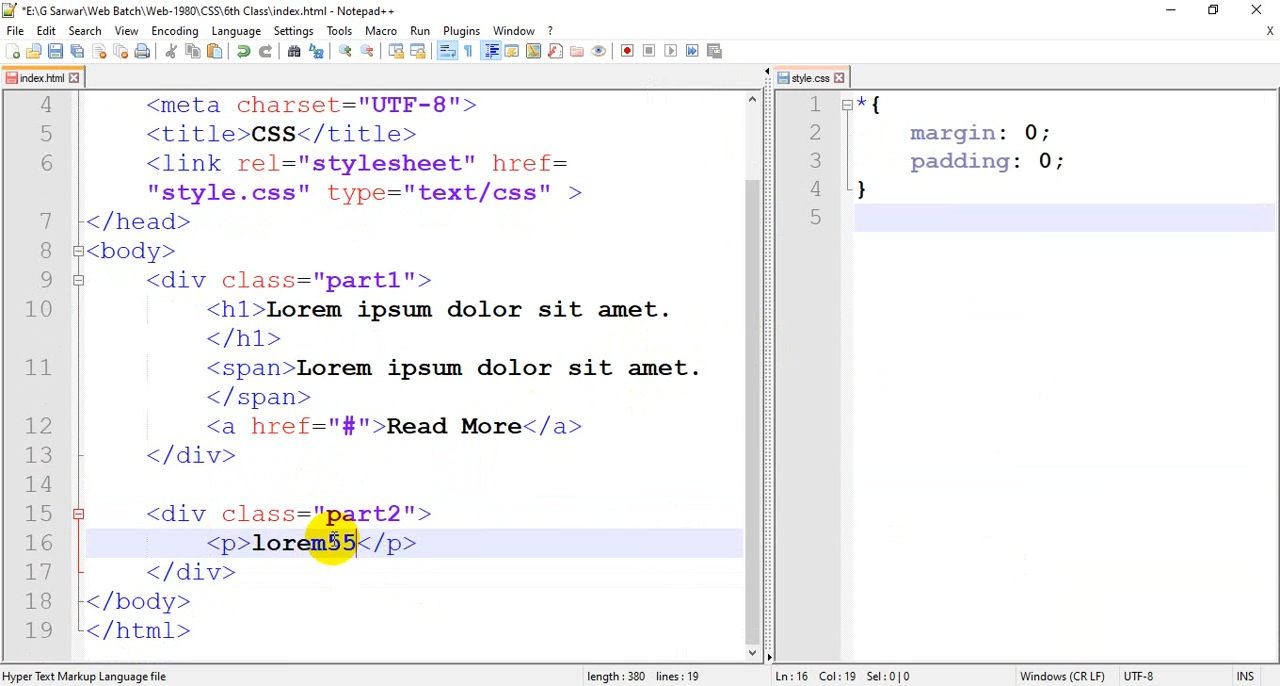 *E:\G Sarwar\Web Batch\Web-1980\CSS\6th Class\index.html - Notepad++
File Edit Search View Encoding Language Settings Tools Macro Run Plugins Window ? X
index.html
style.css
4 <meta charset="UTF-8">
5 <title>CSS</title>
6 <link rel="stylesheet" href=
"style.css" type="text/css" >
7 </head>
8 <body>
9 <div class="part1">
10 <h1>Lorem ipsum dolor sit amet.
</h1>
11 <span>Lorem ipsum dolor sit amet.
</span>
12 <a href="#">Read More</a>
13 </div>
14
15 <div class="part2">
16 <p>lorem55</p>
17 </div>
18 </body>
19 </html>
1 *{
2 margin: 0;
3 padding: 0;
4 }
5
Hyper Text Markup Language file length : 380 lines : 19 Ln : 16 Col : 19 Sel : 0 | 0 Windows (CR LF) UTF-8 INS